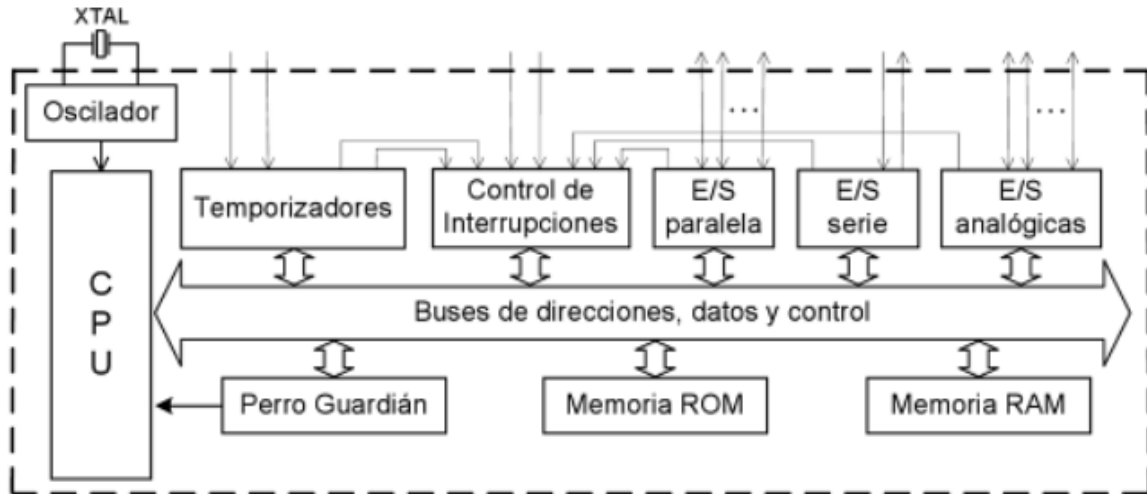 XTAL
Oscilador
Temporizadores
Control de
Interrupciones
E/S
paralela
E/S
serie
E/S
analógicas
...
...
C
P
U
Buses de direcciones, datos y control
Perro Guardián
Memoria ROM
Memoria RAM